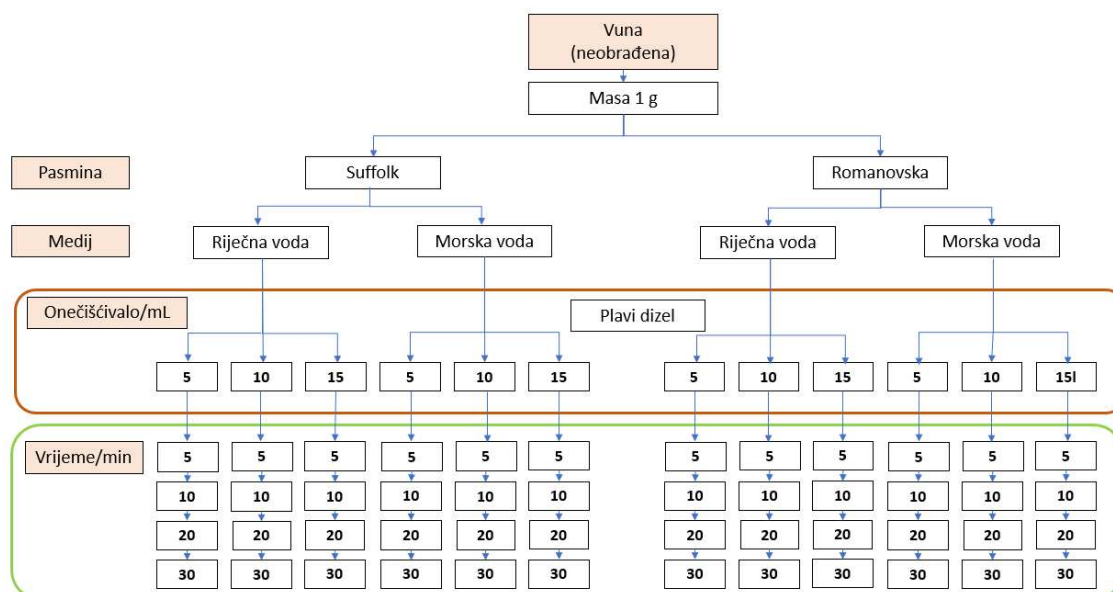 Vuna
(neobrađena)
Masa 1 g
Pasmina
Suffolk
Romanovska
Medij
Riječna voda
Morska voda
Riječna voda
Morska voda
Onečišćivalo/mL
Plavi dizel
5 10 15 5 10 15 5 10 15 5 10 15l
Vrijeme/min
5 5 5 5 5 5 5 5 5 5 5 5
10 10 10 10 10 10 10 10 10 10 10 10
20 20 20 20 20 20 20 20 20 20 20 20
30 30 30 30 30 30 30 30 30 30 30 30